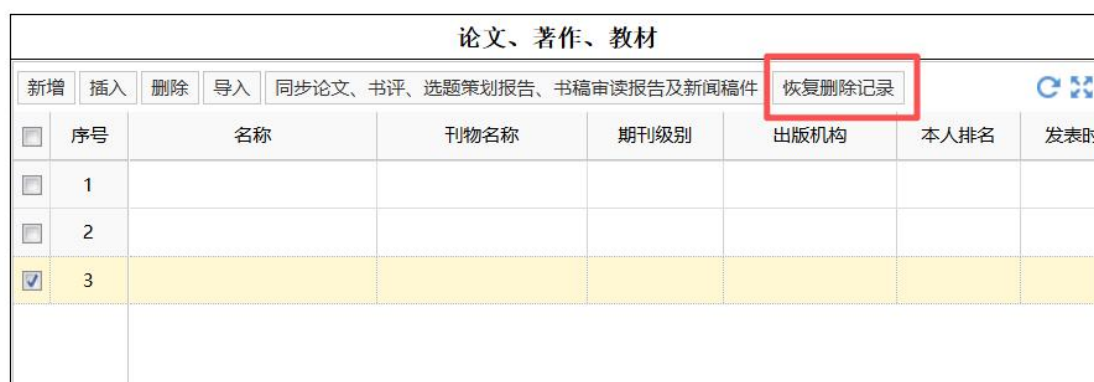 论文、著作、教材
新增 插入 删除 导入 同步论文、书评、选题策划报告、书稿审读报告及新闻稿件 恢复删除记录
序号 名称 刊物名称 期刊级别 出版机构 本人排名 发表时
1
2
3